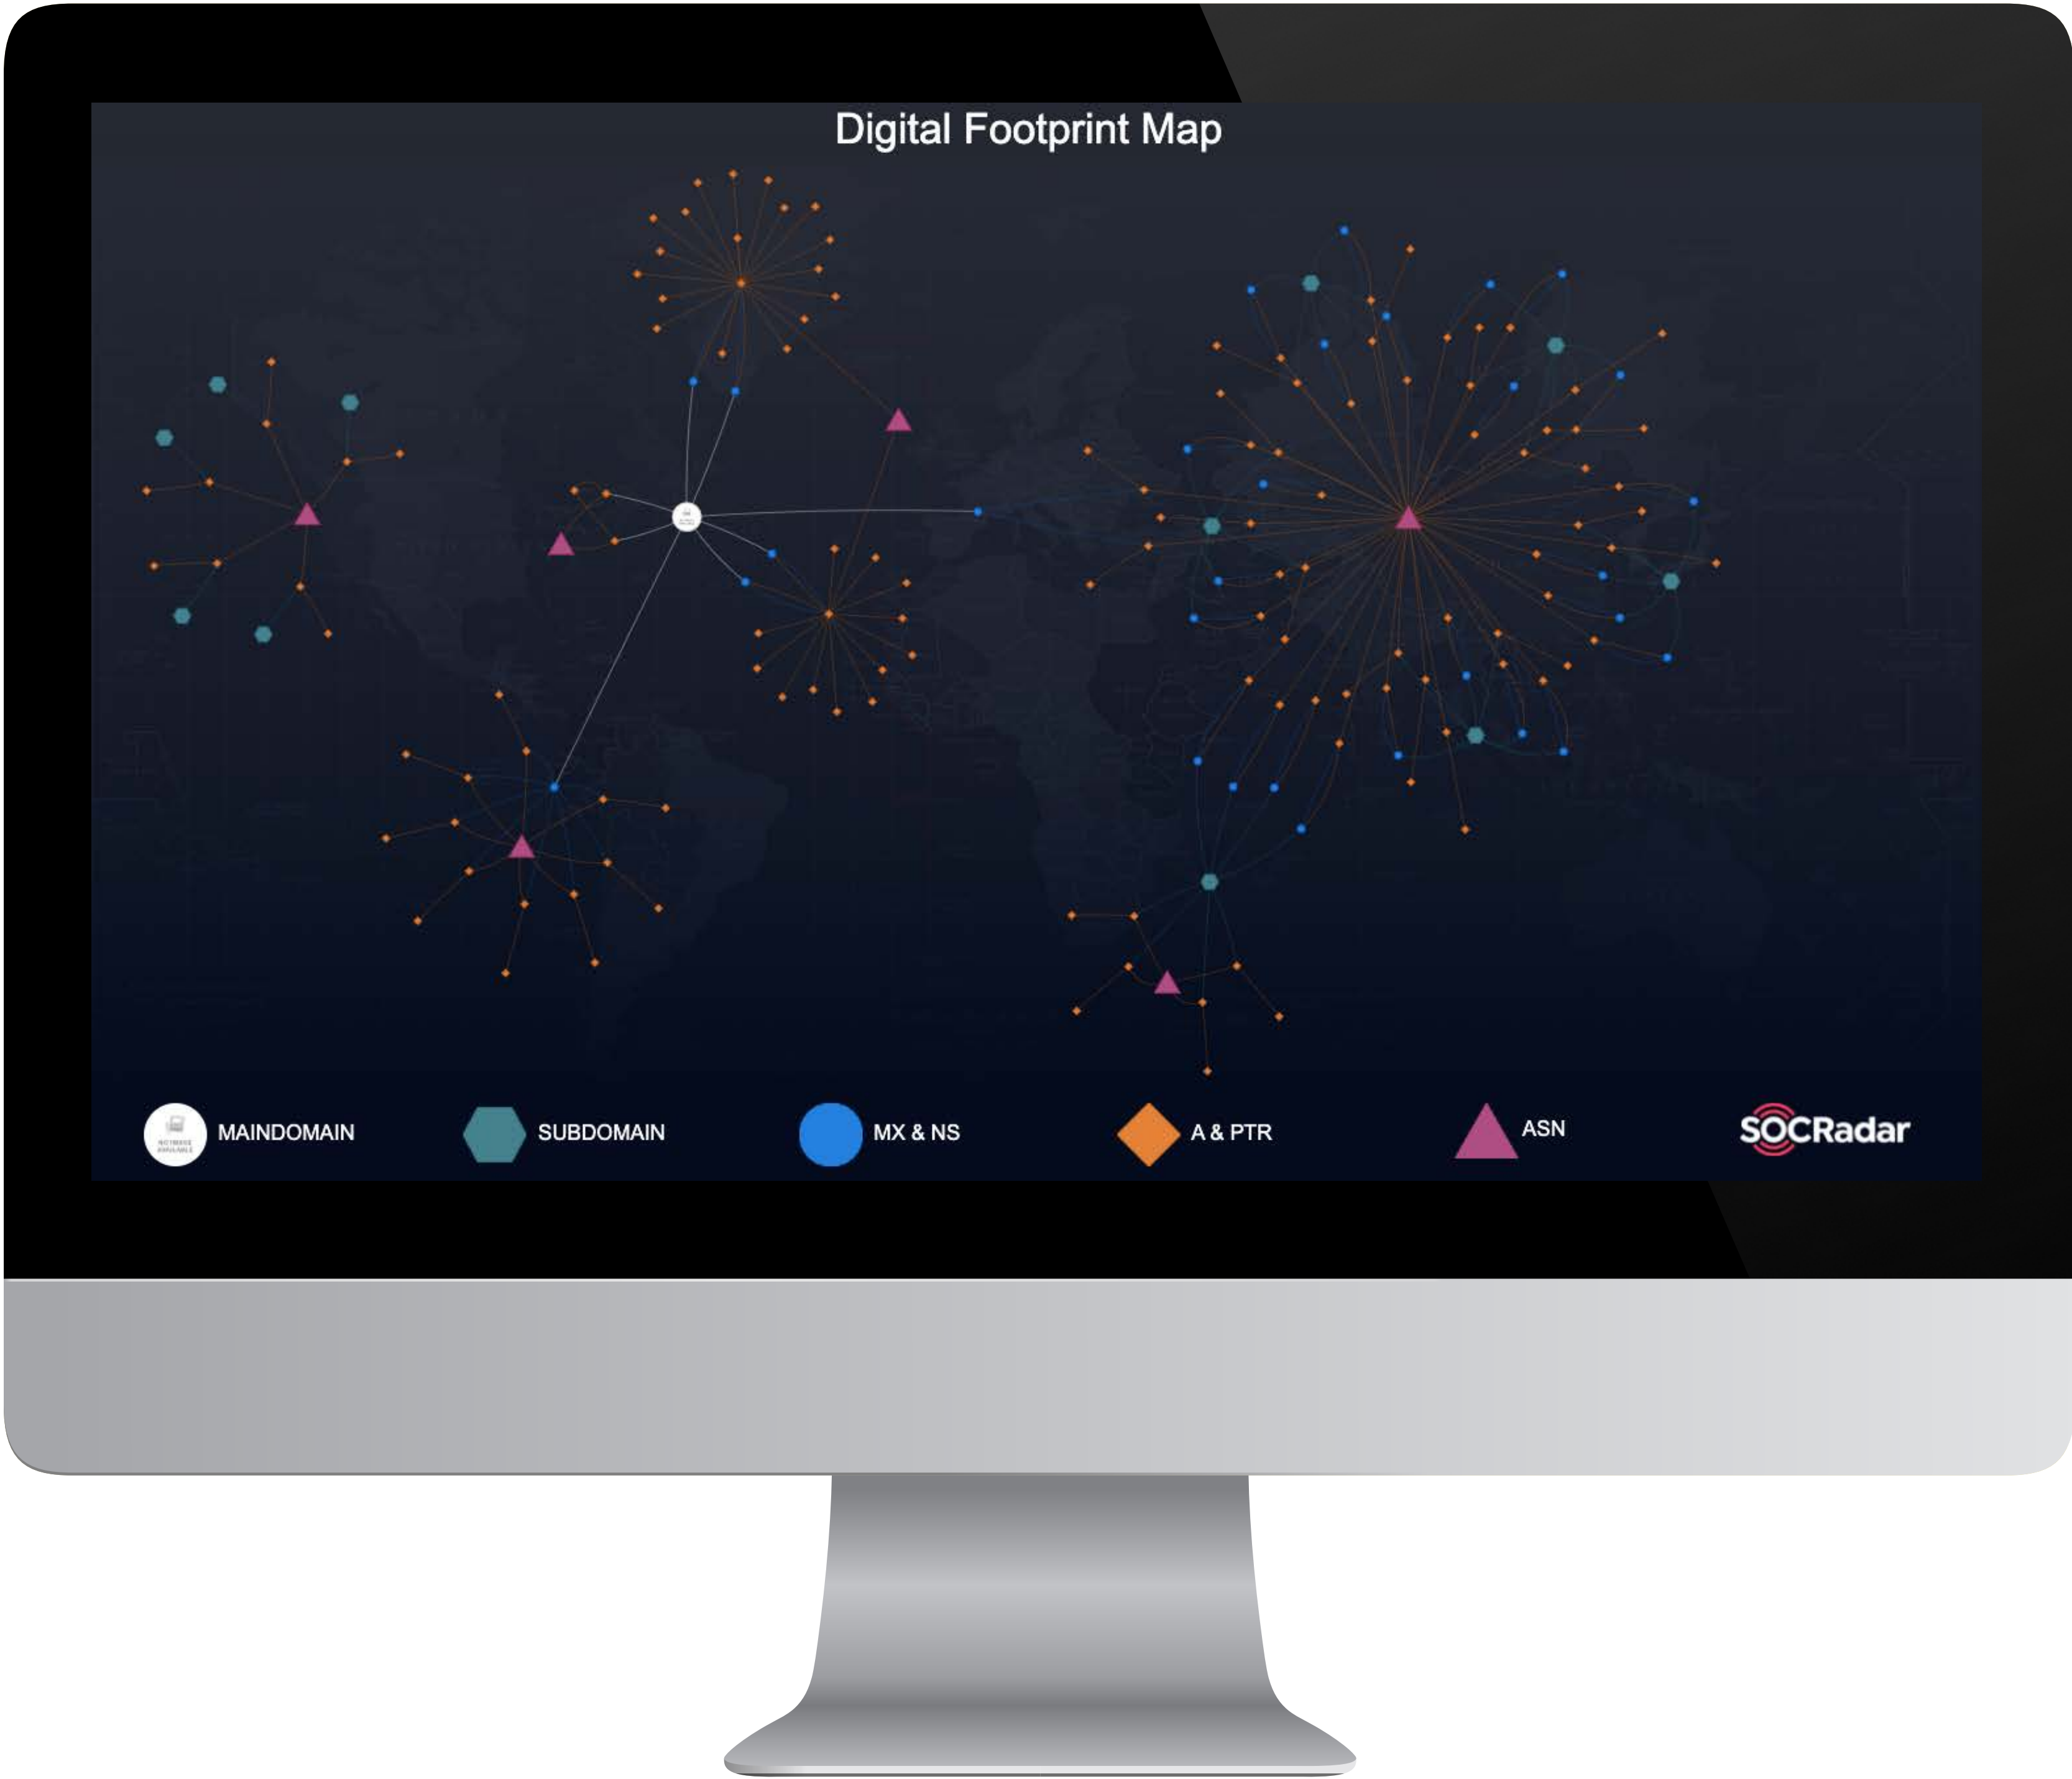 Digital Footprint Map
MAINDOMAIN
SUBDOMAIN
MX & NS
A & PTR
ASN
SOCRadar